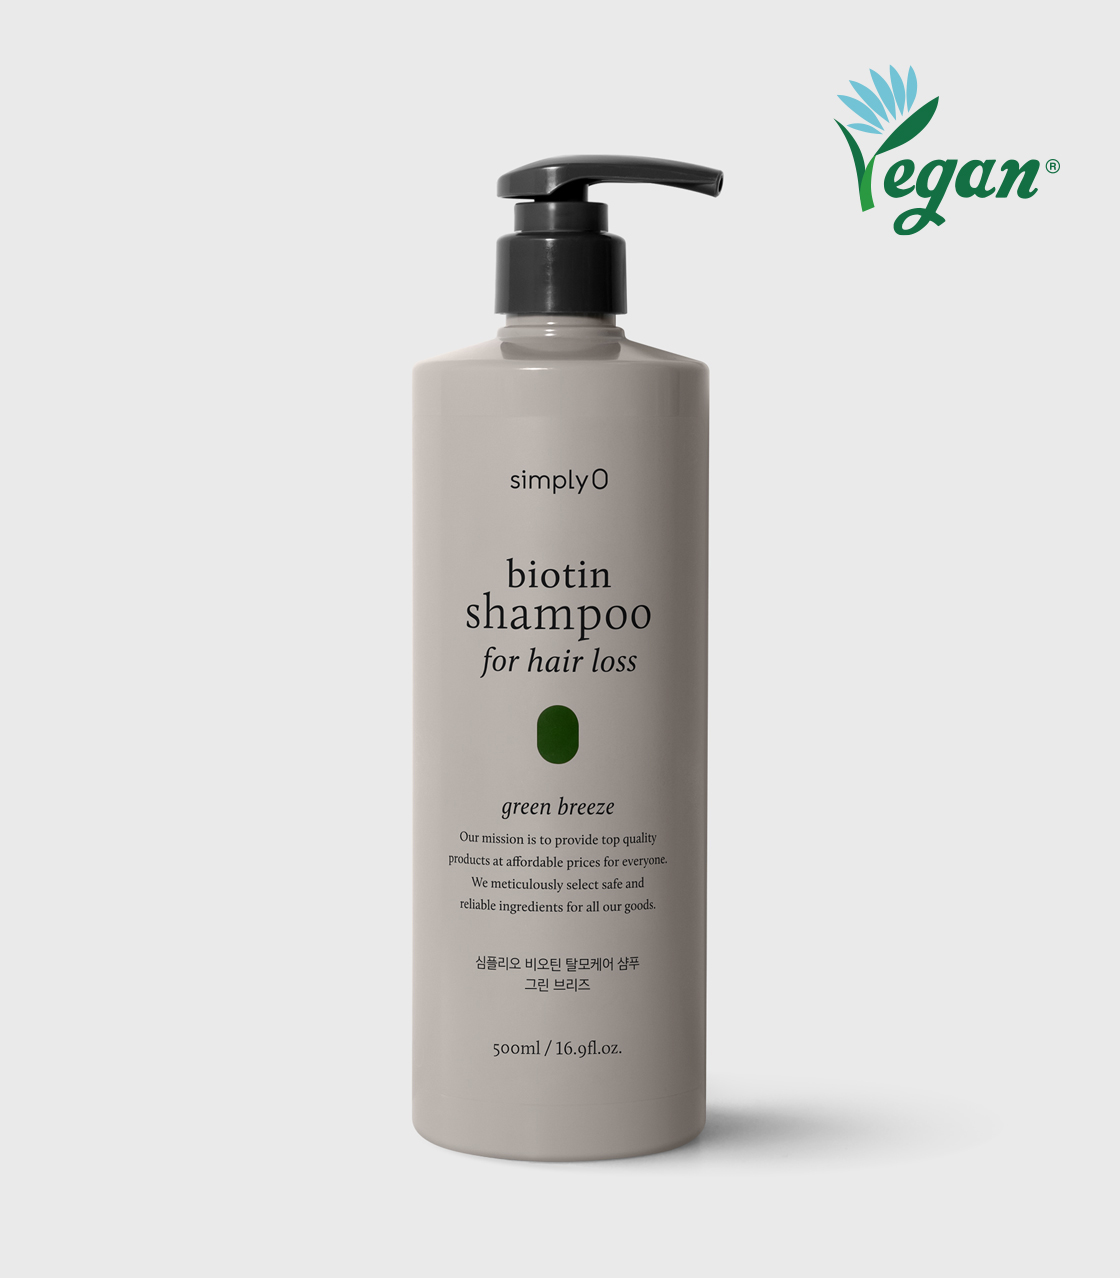 Vegan®
simplyO
biotin
shampoo
for hair loss
green breeze
Our mission is to provide top quality
products at affordable prices for everyone.
We meticulously select safe and
reliable ingredients for all our goods.
심플리오 비오틴 탈모케어 샴푸
그린 브리즈
500ml / 16.9fl.oz.